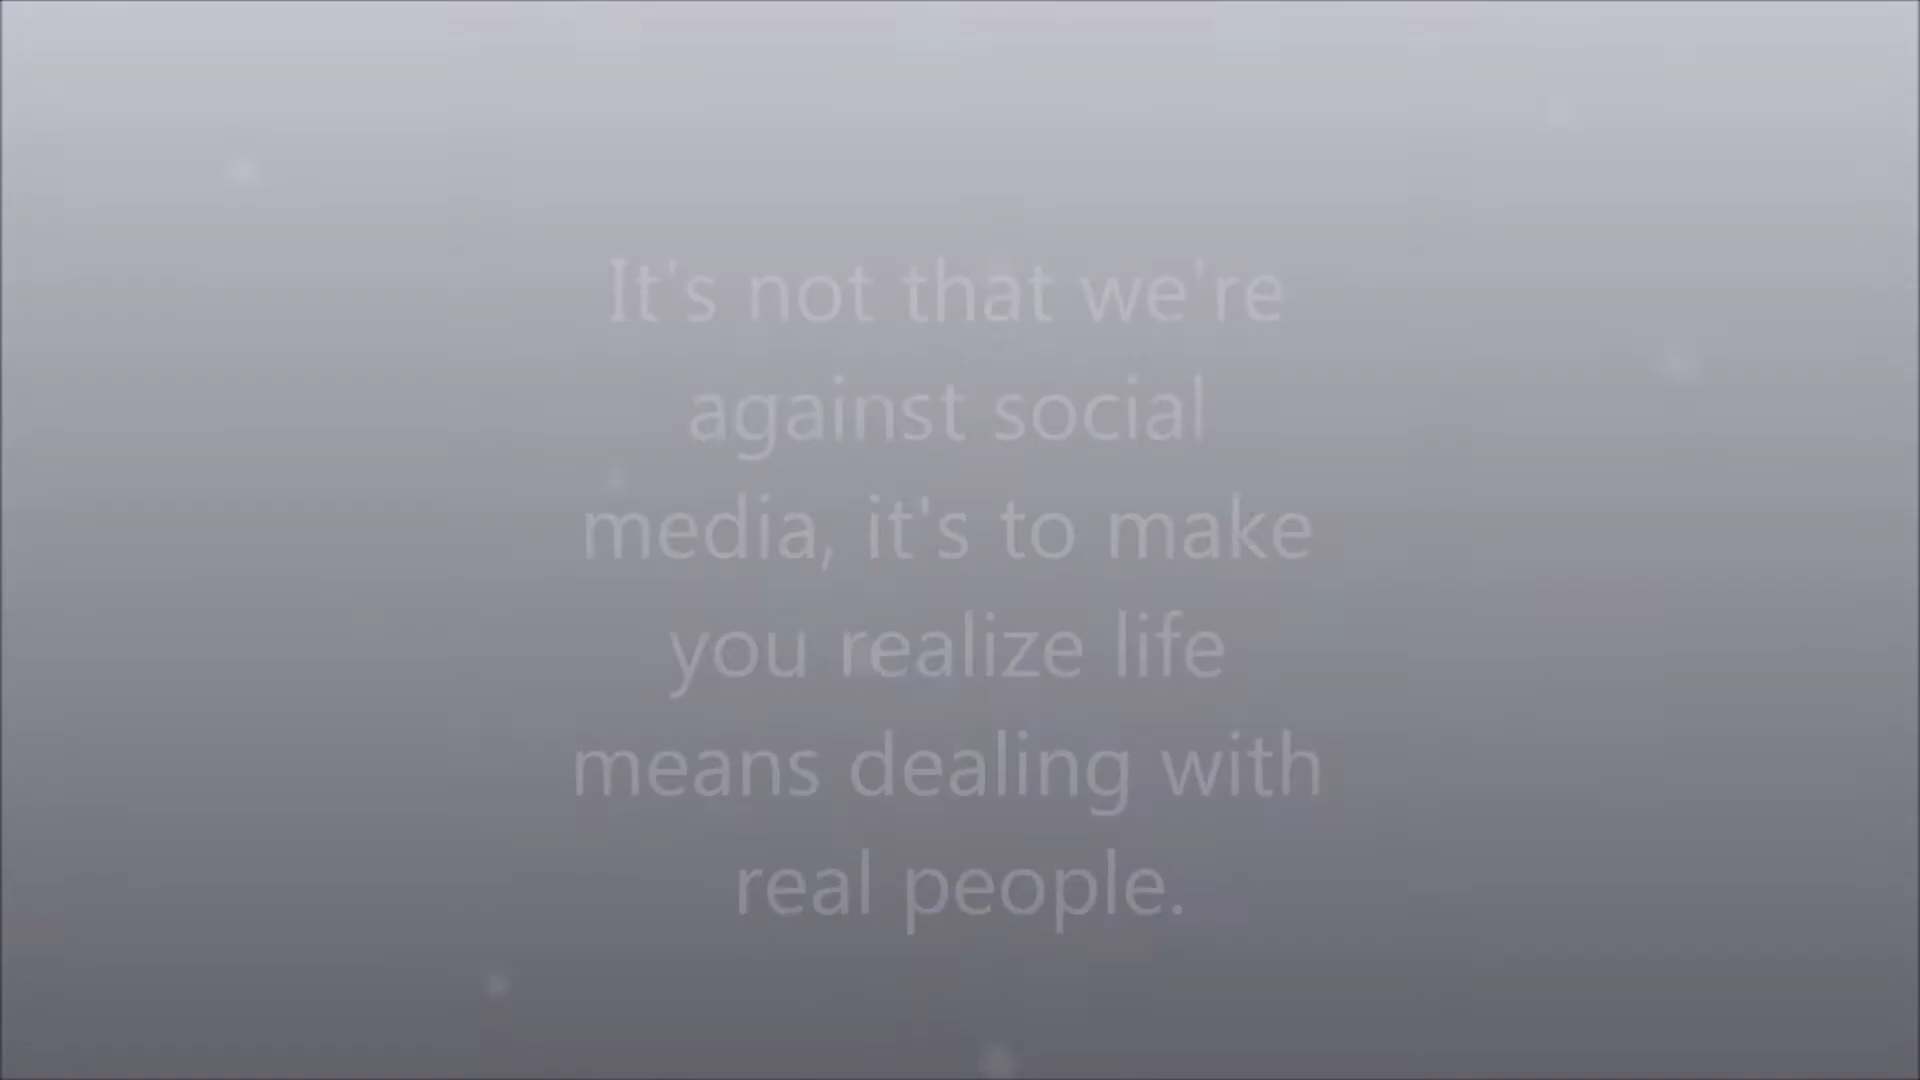 It's not that we're
against social
media, it's to make
you realize life
means dealing with
real people.